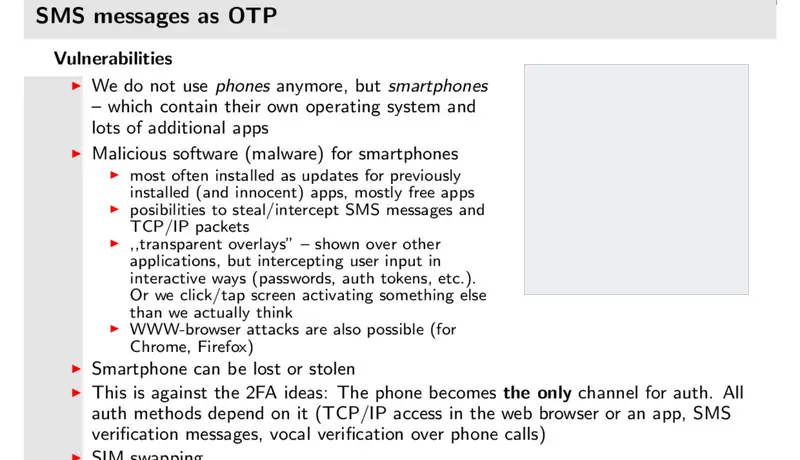 SMS messages as OTP
Vulnerabilities
We do not use phones anymore, but smartphones
– which contain their own operating system and
lots of additional apps
Malicious software (malware) for smartphones
most often installed as updates for previously
installed (and innocent) apps, mostly free apps
posibilities to steal/intercept SMS messages and
TCP/IP packets
,,transparent overlays” – shown over other
applications, but intercepting user input in
interactive ways (passwords, auth tokens, etc.).
Or we click/tap screen activating something else
than we actually think
WWW-browser attacks are also possible (for
Chrome, Firefox)
Smartphone can be lost or stolen
This is against the 2FA ideas: The phone becomes the only channel for auth. All
auth methods depend on it (TCP/IP access in the web browser or an app, SMS
verification messages, vocal verification over phone calls)
SIM swapping